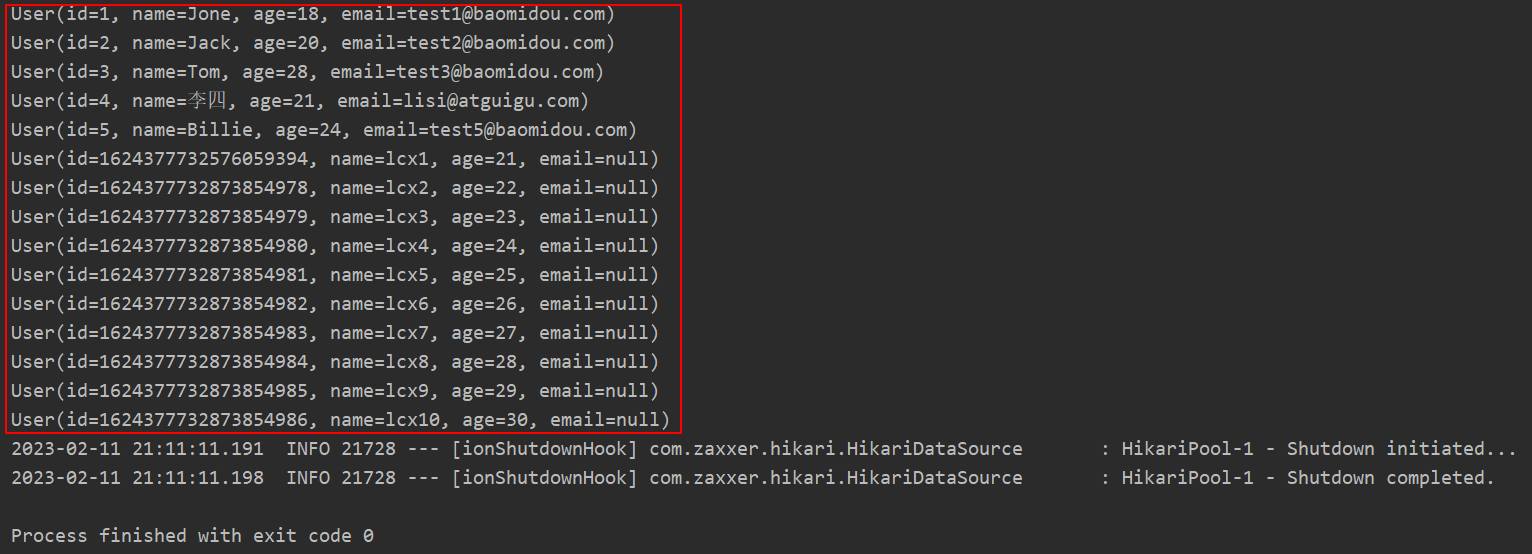 User(id=1, name=Jone, age=18, email=test1@baomidou.com)
User(id=2, name=Jack, age=20, email=test2@baomidou.com)
User(id=3, name=Tom, age=28, email=test3@baomidou.com)
User(id=4, name=李四, age=21, email=lisi@atguigu.com)
User(id=5, name=Billie, age=24, email=test5@baomidou.com)
User(id=1624377732576059394, name=lcx1, age=21, email=null)
User(id=1624377732873854978, name=lcx2, age=22, email=null)
User(id=1624377732873854979, name=lcx3, age=23, email=null)
User(id=1624377732873854980, name=lcx4, age=24, email=null)
User(id=1624377732873854981, name=lcx5, age=25, email=null)
User(id=1624377732873854982, name=lcx6, age=26, email=null)
User(id=1624377732873854983, name=lcx7, age=27, email=null)
User(id=1624377732873854984, name=lcx8, age=28, email=null)
User(id=1624377732873854985, name=lcx9, age=29, email=null)
User(id=1624377732873854986, name=lcx10, age=30, email=null)
2023-02-11 21:11:11.191  INFO 21728 --- [ionShutdownHook] com.zaxxer.hikari.HikariDataSource       : HikariPool-1 - Shutdown initiated...
2023-02-11 21:11:11.198  INFO 21728 --- [ionShutdownHook] com.zaxxer.hikari.HikariDataSource       : HikariPool-1 - Shutdown completed.
Process finished with exit code 0